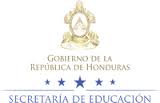 GOBIERNO DE LA
REPÚBLICA DE HONDURAS
SECRETARÍA DE EDUCACIÓN